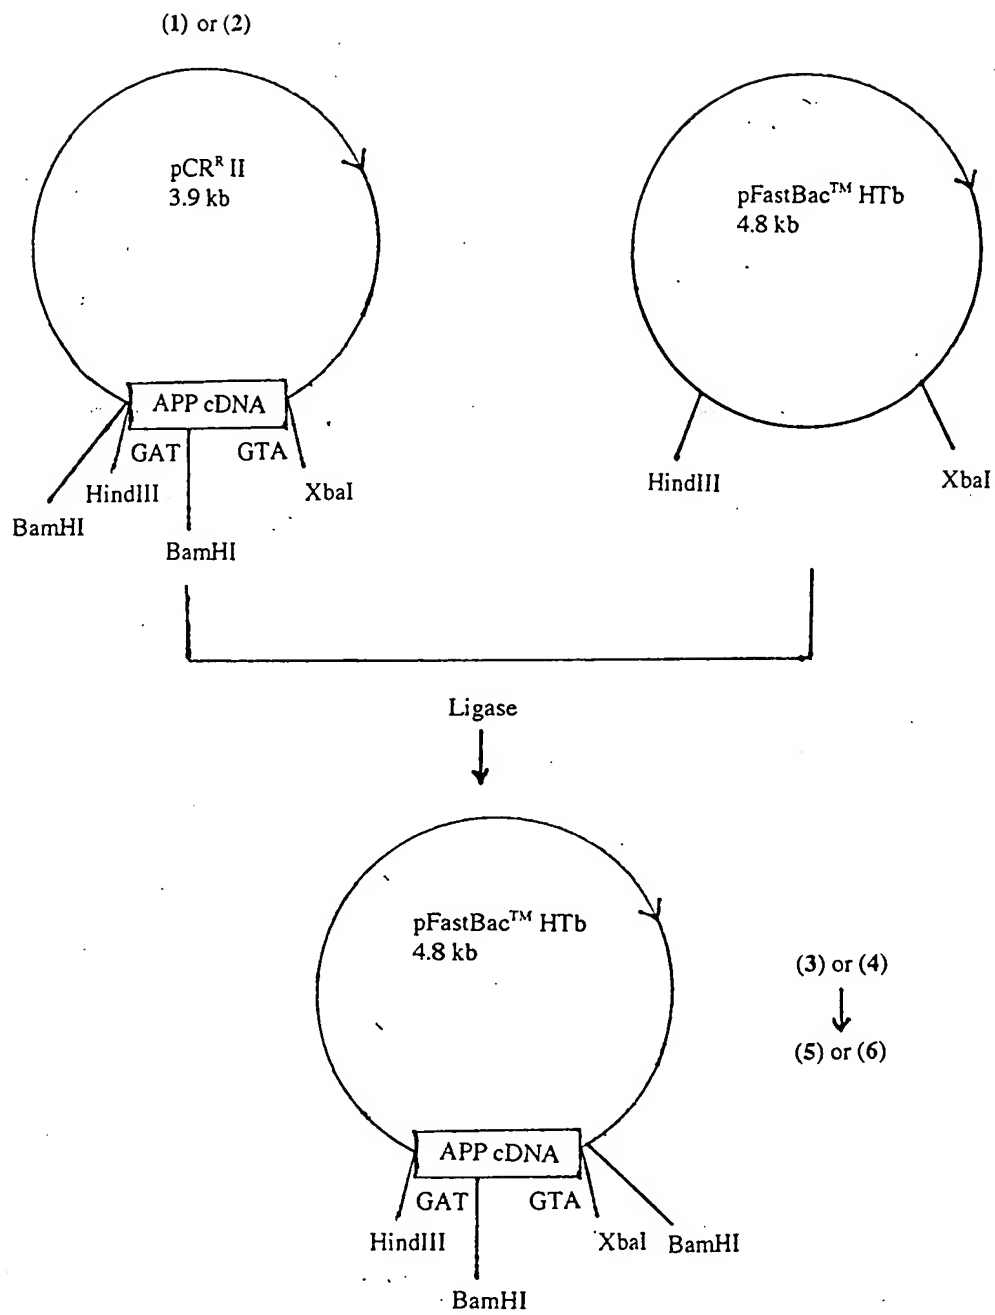 (1) or (2)
pCRᴿ II
3.9 kb
pFastBac™ HTb
4.8 kb
APP cDNA
GAT
GTA
HindIII
XbaI
BamHI
BamHI
HindIII
XbaI
Ligase
pFastBac™ HTb
4.8 kb
(3) or (4)
(5) or (6)
APP cDNA
GAT
GTA
HindIII
XbaI
BamHI
BamHI